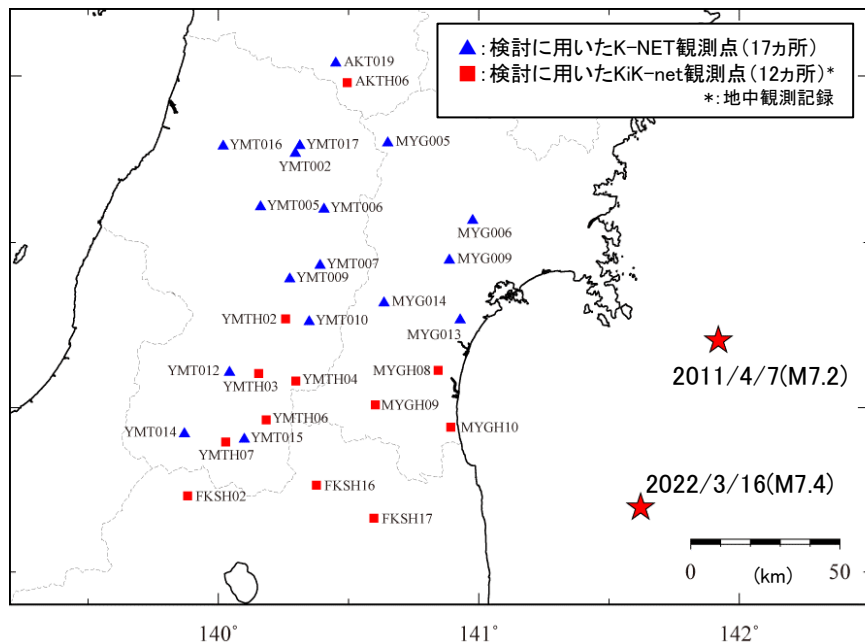 ▲:検討に用いたK-NET観測点(17ヵ所)
■:検討に用いたKiK-net観測点(12ヵ所)*
*:地中観測記録
AKT019
AKTH06
YMT016
YMT017
MYG005
YMT002
YMT005
YMT006
MYG006
YMT007
MYG009
YMT009
MYG014
YMTH02
YMT010
MYG013
2011/4/7(M7.2)
YMT012
YMTH03
YMTH04
MYGH08
MYGH09
YMTH06
MYGH10
YMT014
YMT015
YMTH07
FKSH16
2022/3/16(M7.4)
FKSH02
FKSH17
0
(km)
50
140°
141°
142°